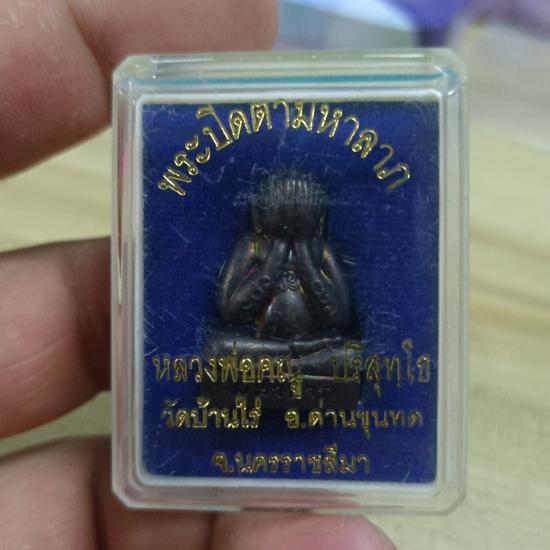 พระปิดตามหาลาภ
หลวงพ่อคูณ ปริสุทฺโธ
วัดบ้านไร่ อ.ด่านขุนทด
จ.นครราชสีมา